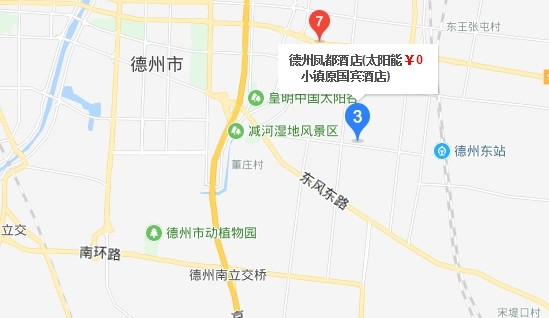 东王张屯村
7
德州凤都酒店(太阳能 ￥0
小镇原国宾酒店)
德州市
皇明中国太阳谷
3
减河湿地风景区
德州东站
董庄村
东风东路
德州市动植物园
立交
南环路
德州南立交桥
宋堤口村